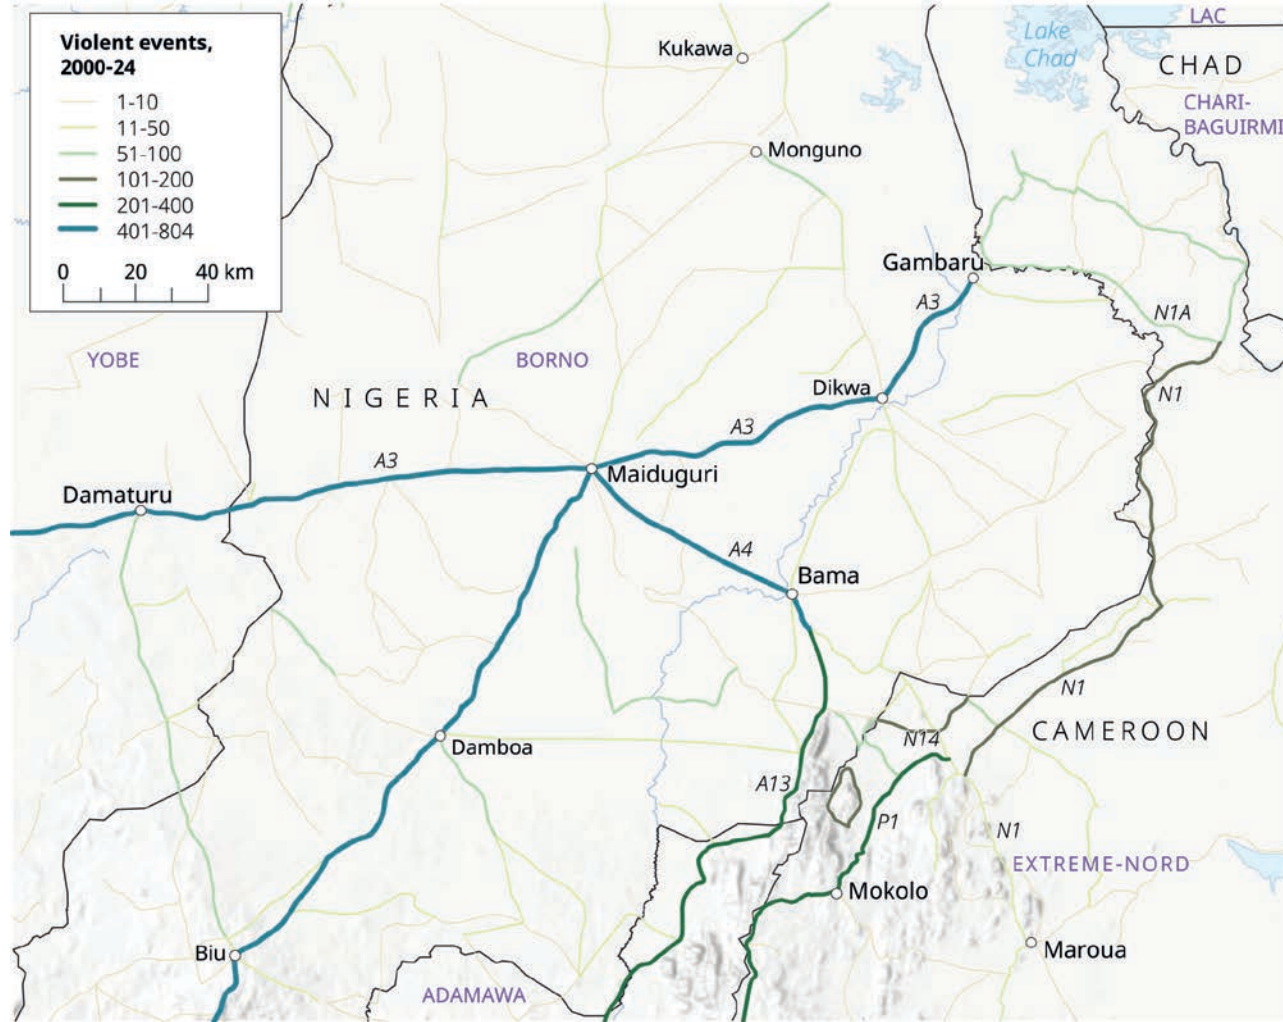 Violent events,
2000-24
1-10
11-50
51-100
101-200
201-400
401-804
0 20 40 km
Kukawa
Lake
Chad
LAC
CHAD
CHARI-
BAGUIRMI
Monguno
Gambaru
A3
N1A
YOBE
BORNO
NIGERIA
Dikwa
N1
A3
A3
Maiduguri
Damaturu
A4
Bama
N1
CAMEROON
N14
Damboa
A13
P1
N1
EXTREME-NORD
Mokolo
Biu
Maroua
ADAMAWA